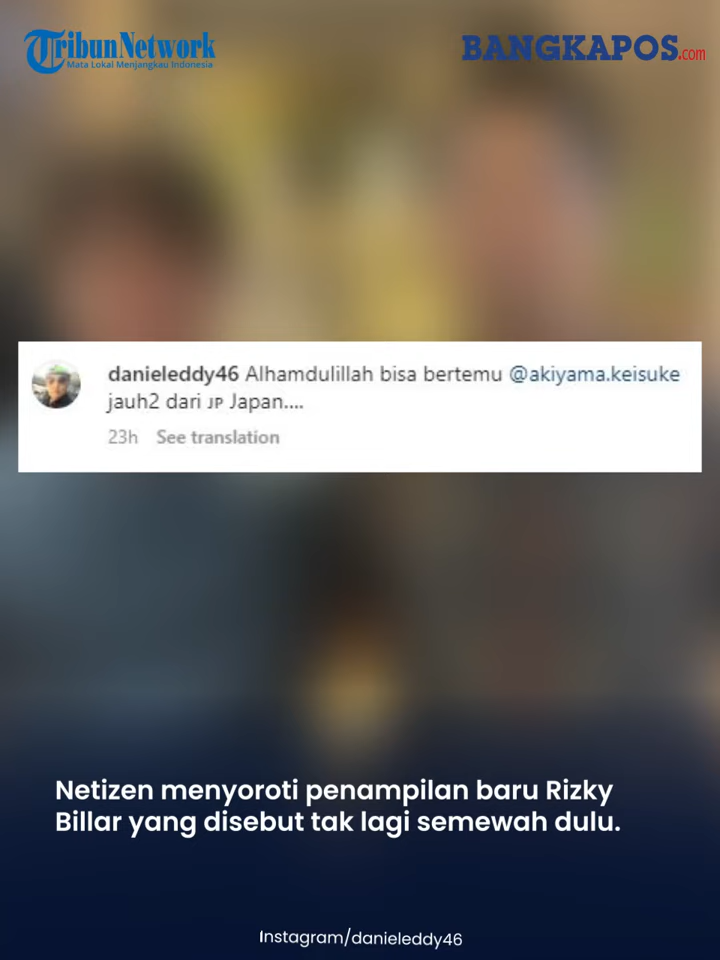 TribunNetwork
Mata Lokal Menjangkau Indonesia
BANGKAPOS.com
danieleddy46 Alhamdulillah bisa bertemu @akiyama.keisuke
jauh2 dari JP Japan....
23h See translation
Netizen menyoroti penampilan baru Rizky
Billar yang disebut tak lagi semewah dulu.
Instagram/danieleddy46